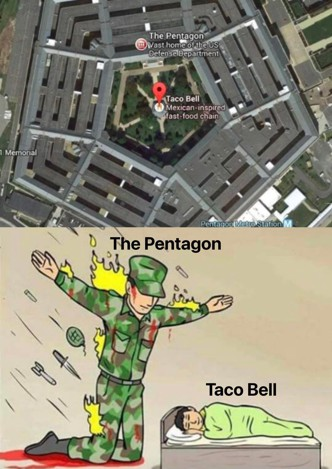 The Pentagon
Vast home of the US
Defense Department
Taco Bell
Mexican-inspired
fast-food chain
l Memorial
Pentagon Metro Station M
The Pentagon
Taco Bell